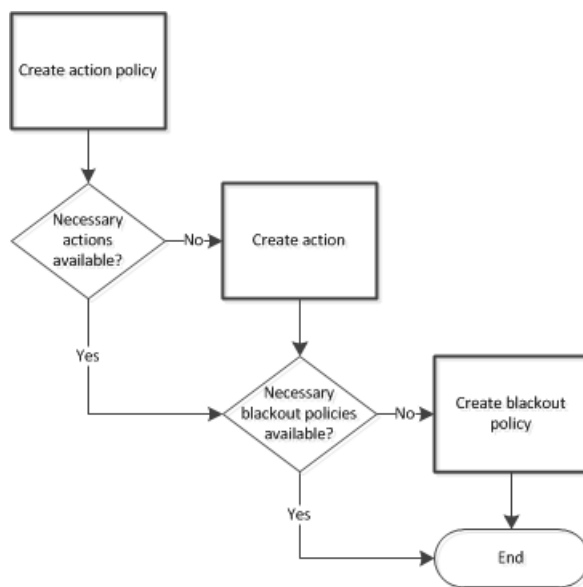 Create action policy
Necessary
actions
available?
No
Create action
Yes
Necessary
blackout policies
available?
No
Create blackout
policy
Yes
End